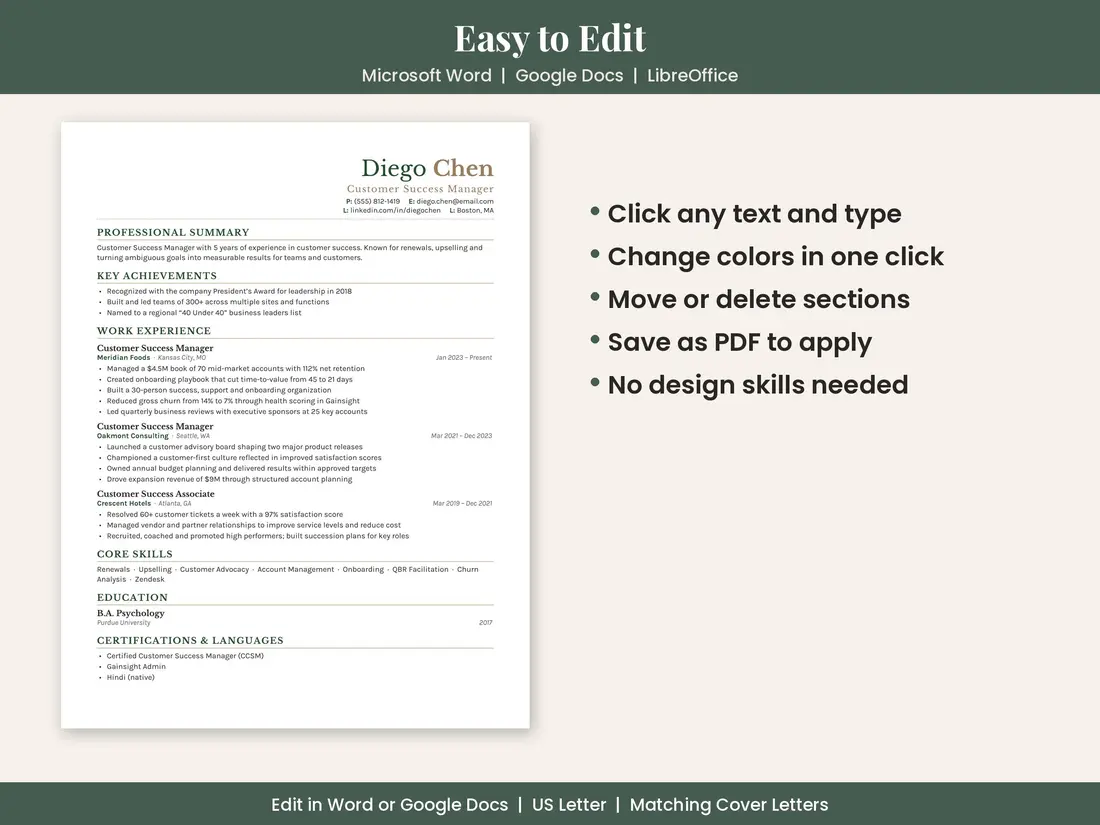 Easy to Edit
Microsoft Word | Google Docs | LibreOffice
Diego Chen
Customer Success Manager
P: (555) 812-1419 E: diego.chen@email.com
L: linkedin.com/in/diegochen L: Boston, MA
PROFESSIONAL SUMMARY
Customer Success Manager with 5 years of experience in customer success. Known for renewals, upselling and
turning ambiguous goals into measurable results for teams and customers.
KEY ACHIEVEMENTS
• Recognized with the company President's Award for leadership in 2018
• Built and led teams of 300+ across multiple sites and functions
• Named to a regional “40 Under 40” business leaders list
WORK EXPERIENCE
Customer Success Manager
Meridian Foods · Kansas City, MO Jan 2023 – Present
• Managed a $4.5M book of 70 mid-market accounts with 112% net retention
• Created onboarding playbook that cut time-to-value from 45 to 21 days
• Built a 30-person success, support and onboarding organization
• Reduced gross churn from 14% to 7% through health scoring in Gainsight
• Led quarterly business reviews with executive sponsors at 25 key accounts
Customer Success Manager
Oakmont Consulting · Seattle, WA Mar 2021 – Dec 2023
• Launched a customer advisory board shaping two major product releases
• Championed a customer-first culture reflected in improved satisfaction scores
• Owned annual budget planning and delivered results within approved targets
• Drove expansion revenue of $9M through structured account planning
Customer Success Associate
Crescent Hotels · Atlanta, GA Mar 2019 – Dec 2021
• Resolved 60+ customer tickets a week with a 97% satisfaction score
• Managed vendor and partner relationships to improve service levels and reduce cost
• Recruited, coached and promoted high performers; built succession plans for key roles
CORE SKILLS
Renewals · Upselling · Customer Advocacy · Account Management · Onboarding · QBR Facilitation · Churn
Analysis · Zendesk
EDUCATION
B.A. Psychology
Purdue University 2017
CERTIFICATIONS & LANGUAGES
• Certified Customer Success Manager (CCSM)
• Gainsight Admin
• Hindi (native)
• Click any text and type
• Change colors in one click
• Move or delete sections
• Save as PDF to apply
• No design skills needed
Edit in Word or Google Docs | US Letter | Matching Cover Letters